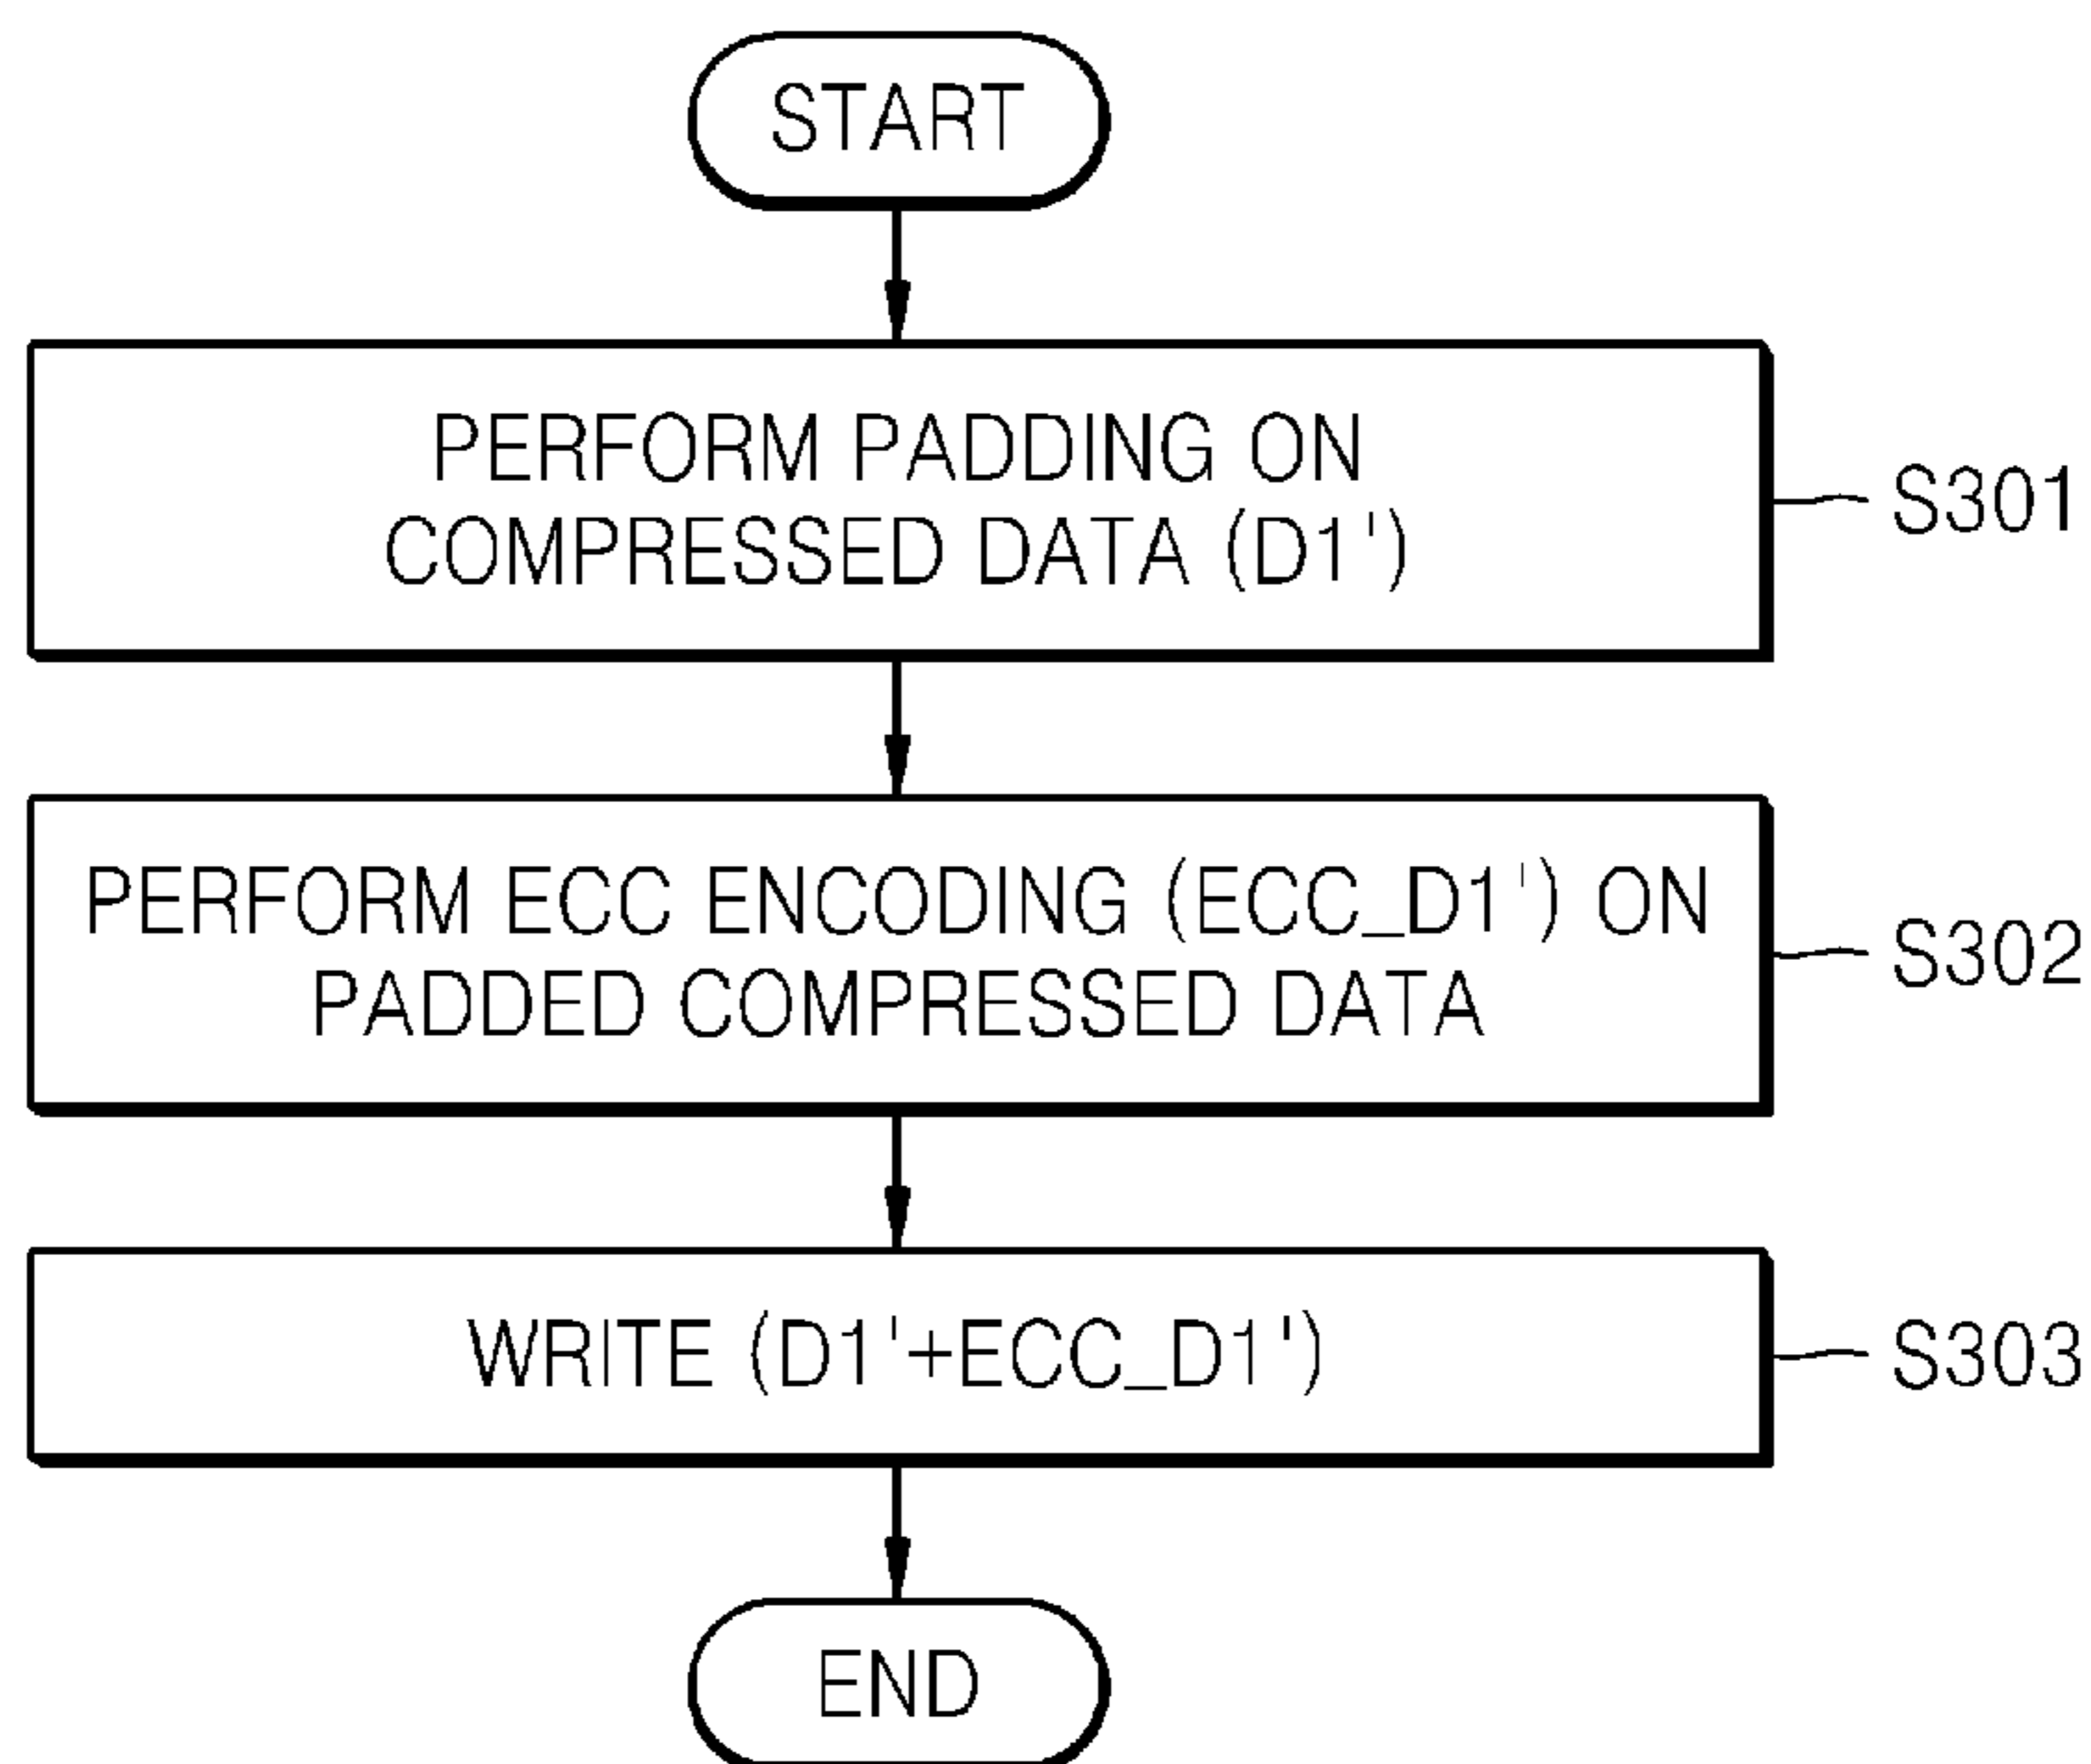 START
PERFORM PADDING ON
COMPRESSED DATA (D1')
S301
PERFORM ECC ENCODING (ECC_D1') ON
PADDED COMPRESSED DATA
S302
WRITE (D1'+ECC_D1')
S303
END